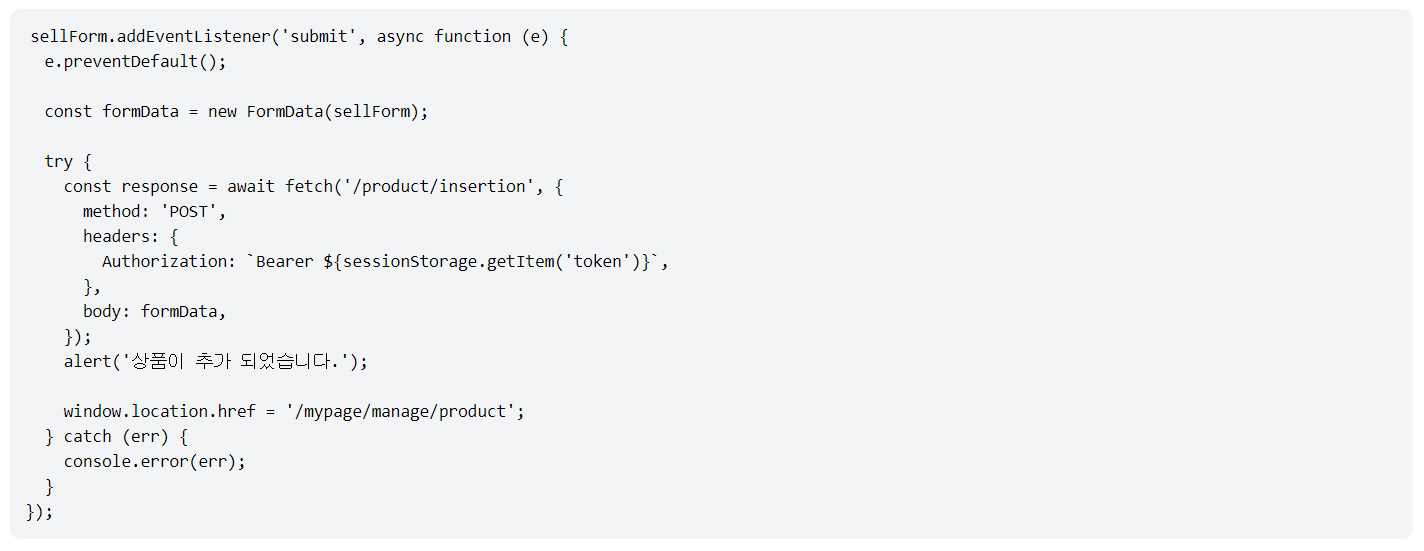 sellForm.addEventListener('submit', async function (e) {
  e.preventDefault();
  const formData = new FormData(sellForm);
  try {
    const response = await fetch('/product/insertion', {
      method: 'POST',
      headers: {
        Authorization: `Bearer ${sessionStorage.getItem('token')}`,
      },
      body: formData,
    });
    alert('상품이 추가 되었습니다.');
    window.location.href = '/mypage/manage/product';
  } catch (err) {
    console.error(err);
  }
});